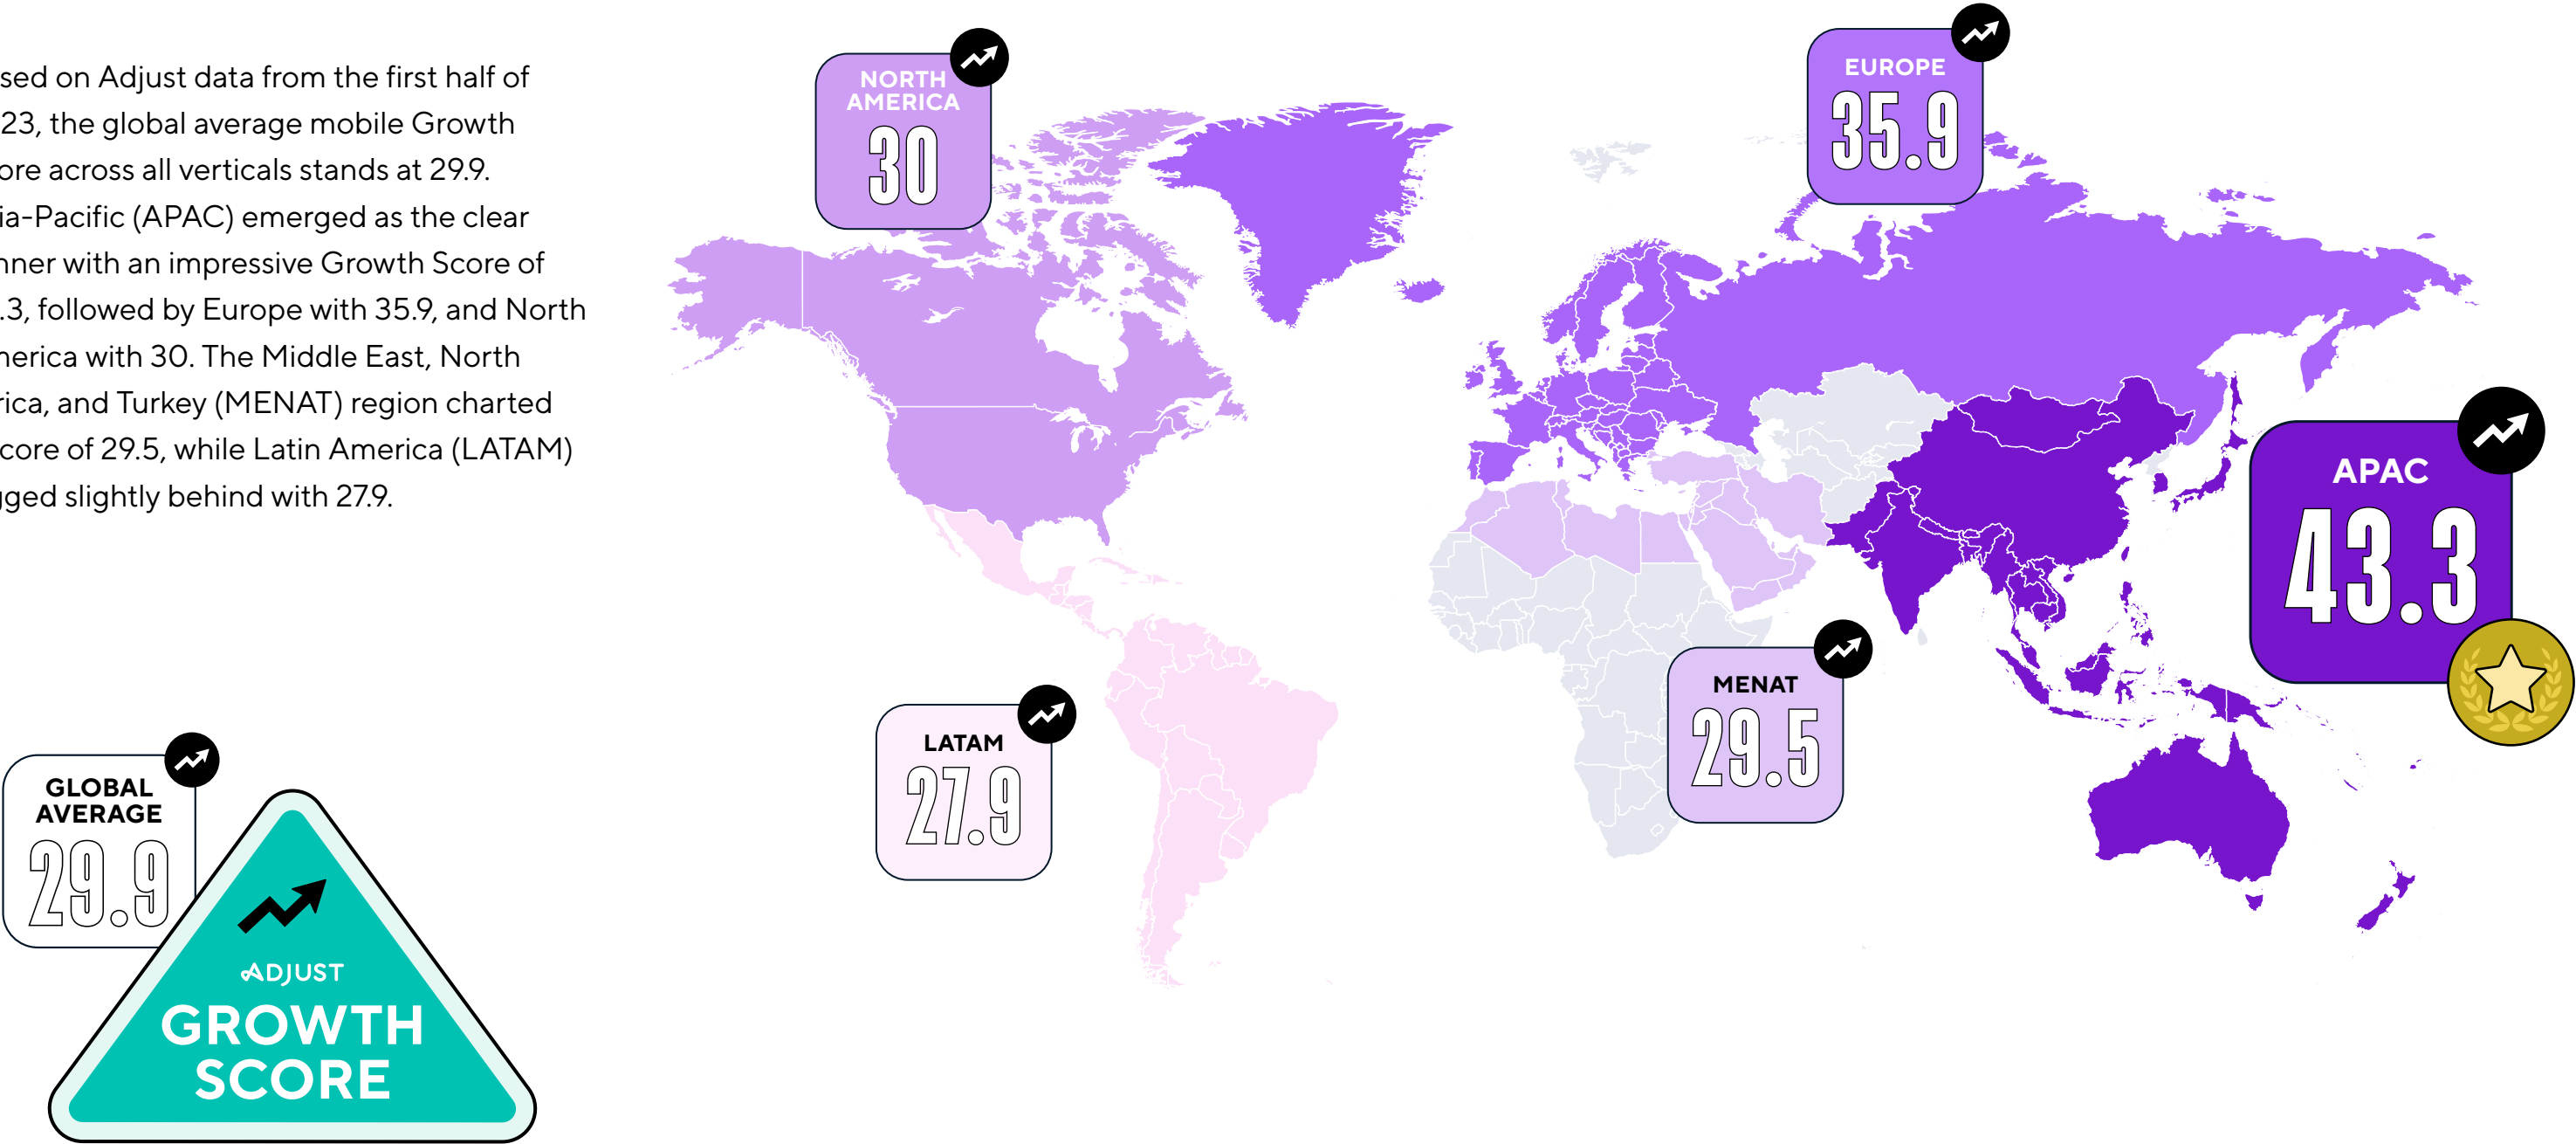 sed on Adjust data from the first half of
23, the global average mobile Growth
ore across all verticals stands at 29.9.
ia-Pacific (APAC) emerged as the clear
nner with an impressive Growth Score of
.3, followed by Europe with 35.9, and North
nerica with 30. The Middle East, North
rica, and Turkey (MENAT) region charted
core of 29.5, while Latin America (LATAM)
gged slightly behind with 27.9.
NORTH
AMERICA
30
EUROPE
35.9
APAC
43.3
MENAT
29.5
LATAM
27.9
GLOBAL
AVERAGE
29.9
ADJUST
GROWTH
SCORE